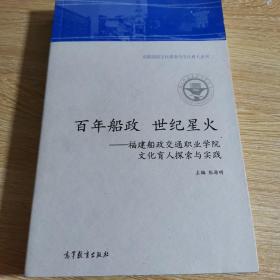 百年船政 世纪星火
——福建船政交通职业学院
文化育人探索与实践
主编
高等教育出版社